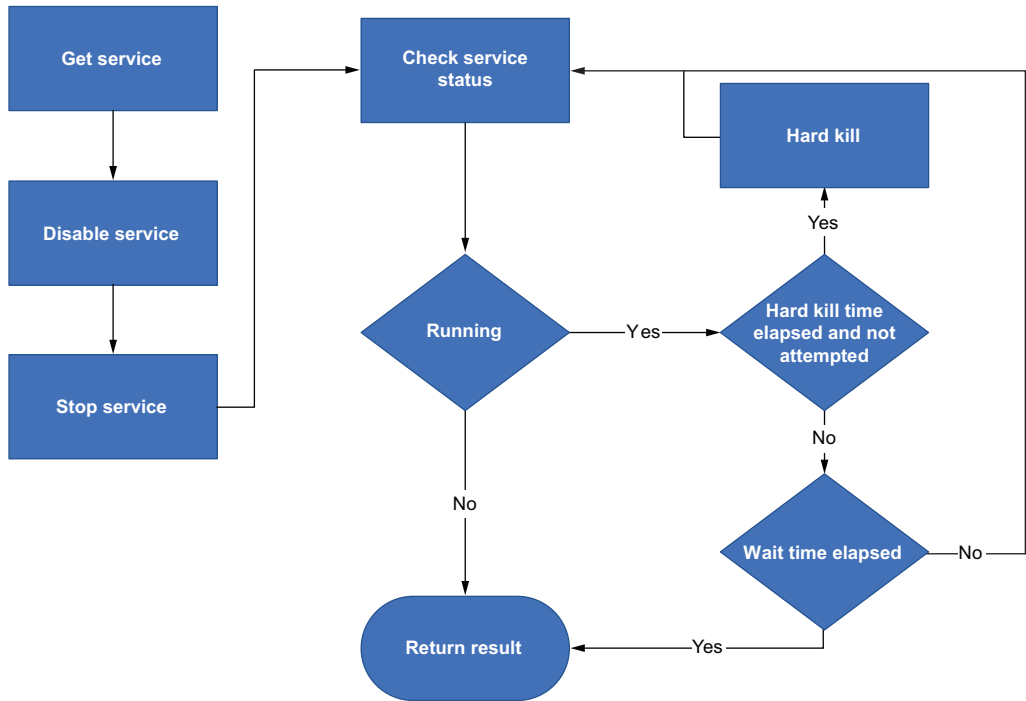 Get service
Disable service
Stop service
Check service
status
Running
Yes
No
Hard kill
Yes
Hard kill time
elapsed and not
attempted
No
Wait time elapsed
No
Yes
Return result